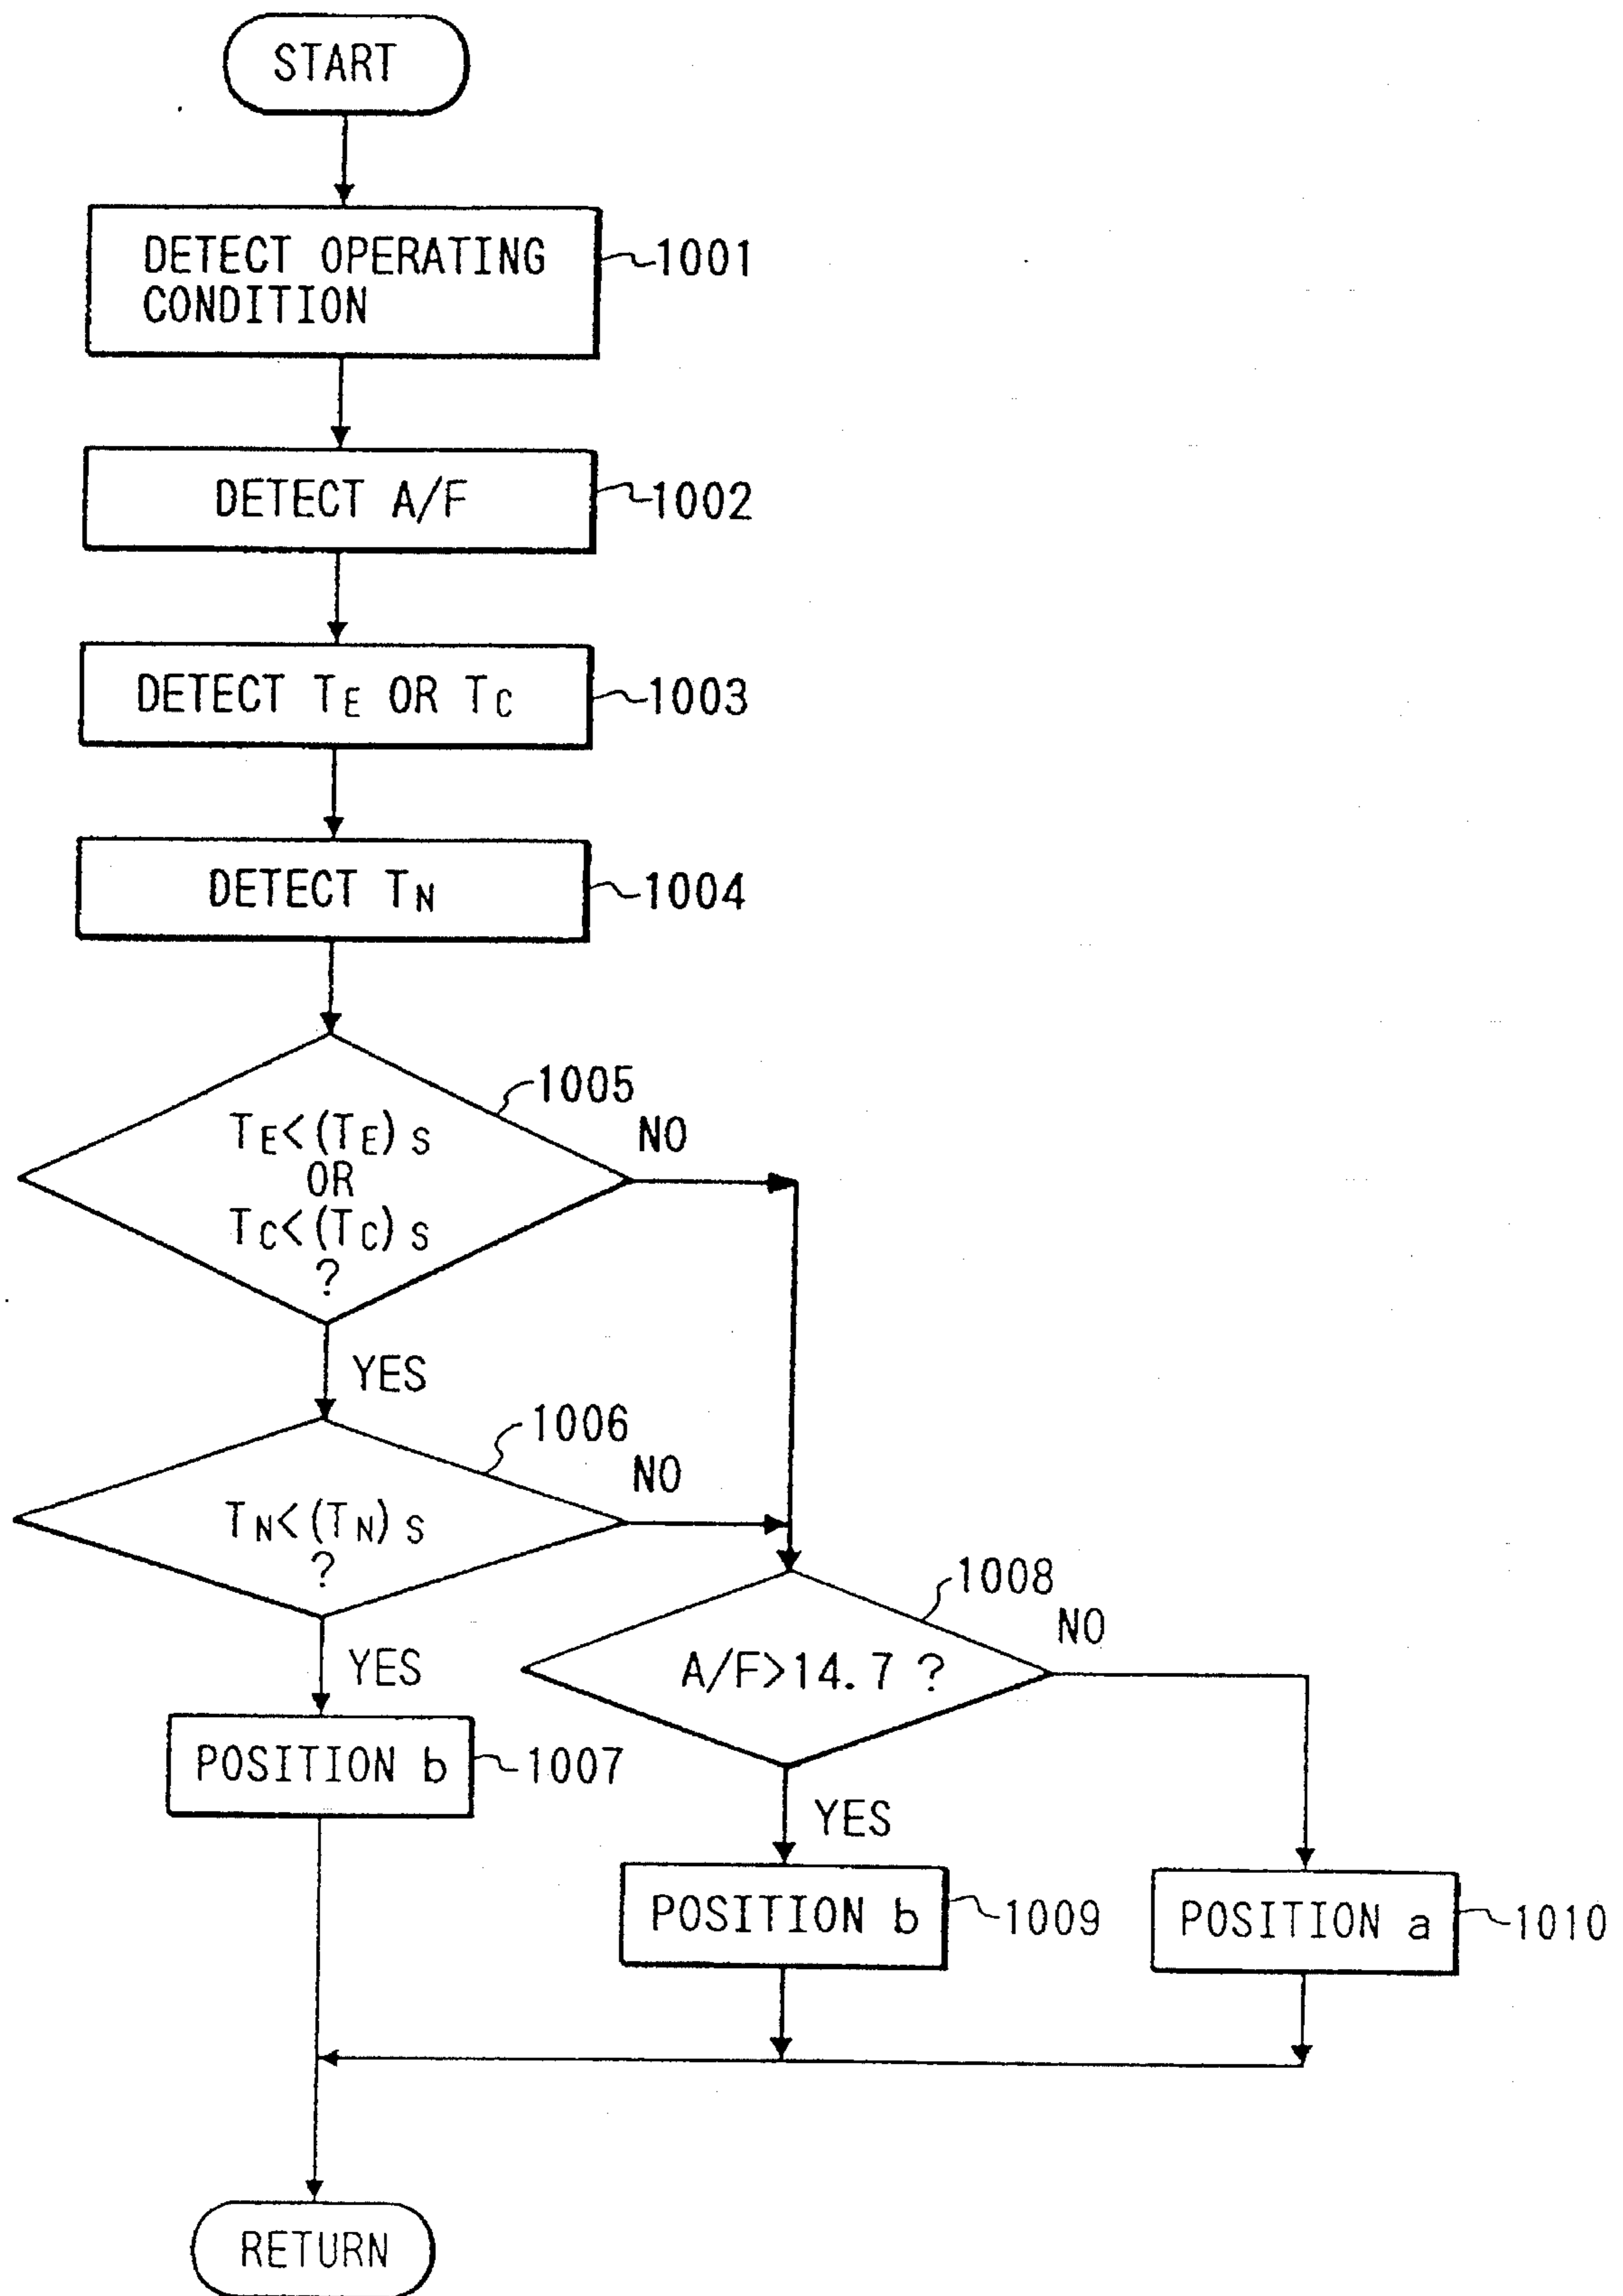 START
DETECT OPERATING
CONDITION
1001
DETECT A/F
1002
DETECT TE OR TC
1003
DETECT TN
1004
1005
TE<(TE)S
OR
TC<(TC)S
?
NO
YES
1006
TN<(TN)S
?
NO
YES
1008
A/F>14.7 ?
NO
POSITION b
1007
YES
POSITION b
1009
POSITION a
1010
RETURN